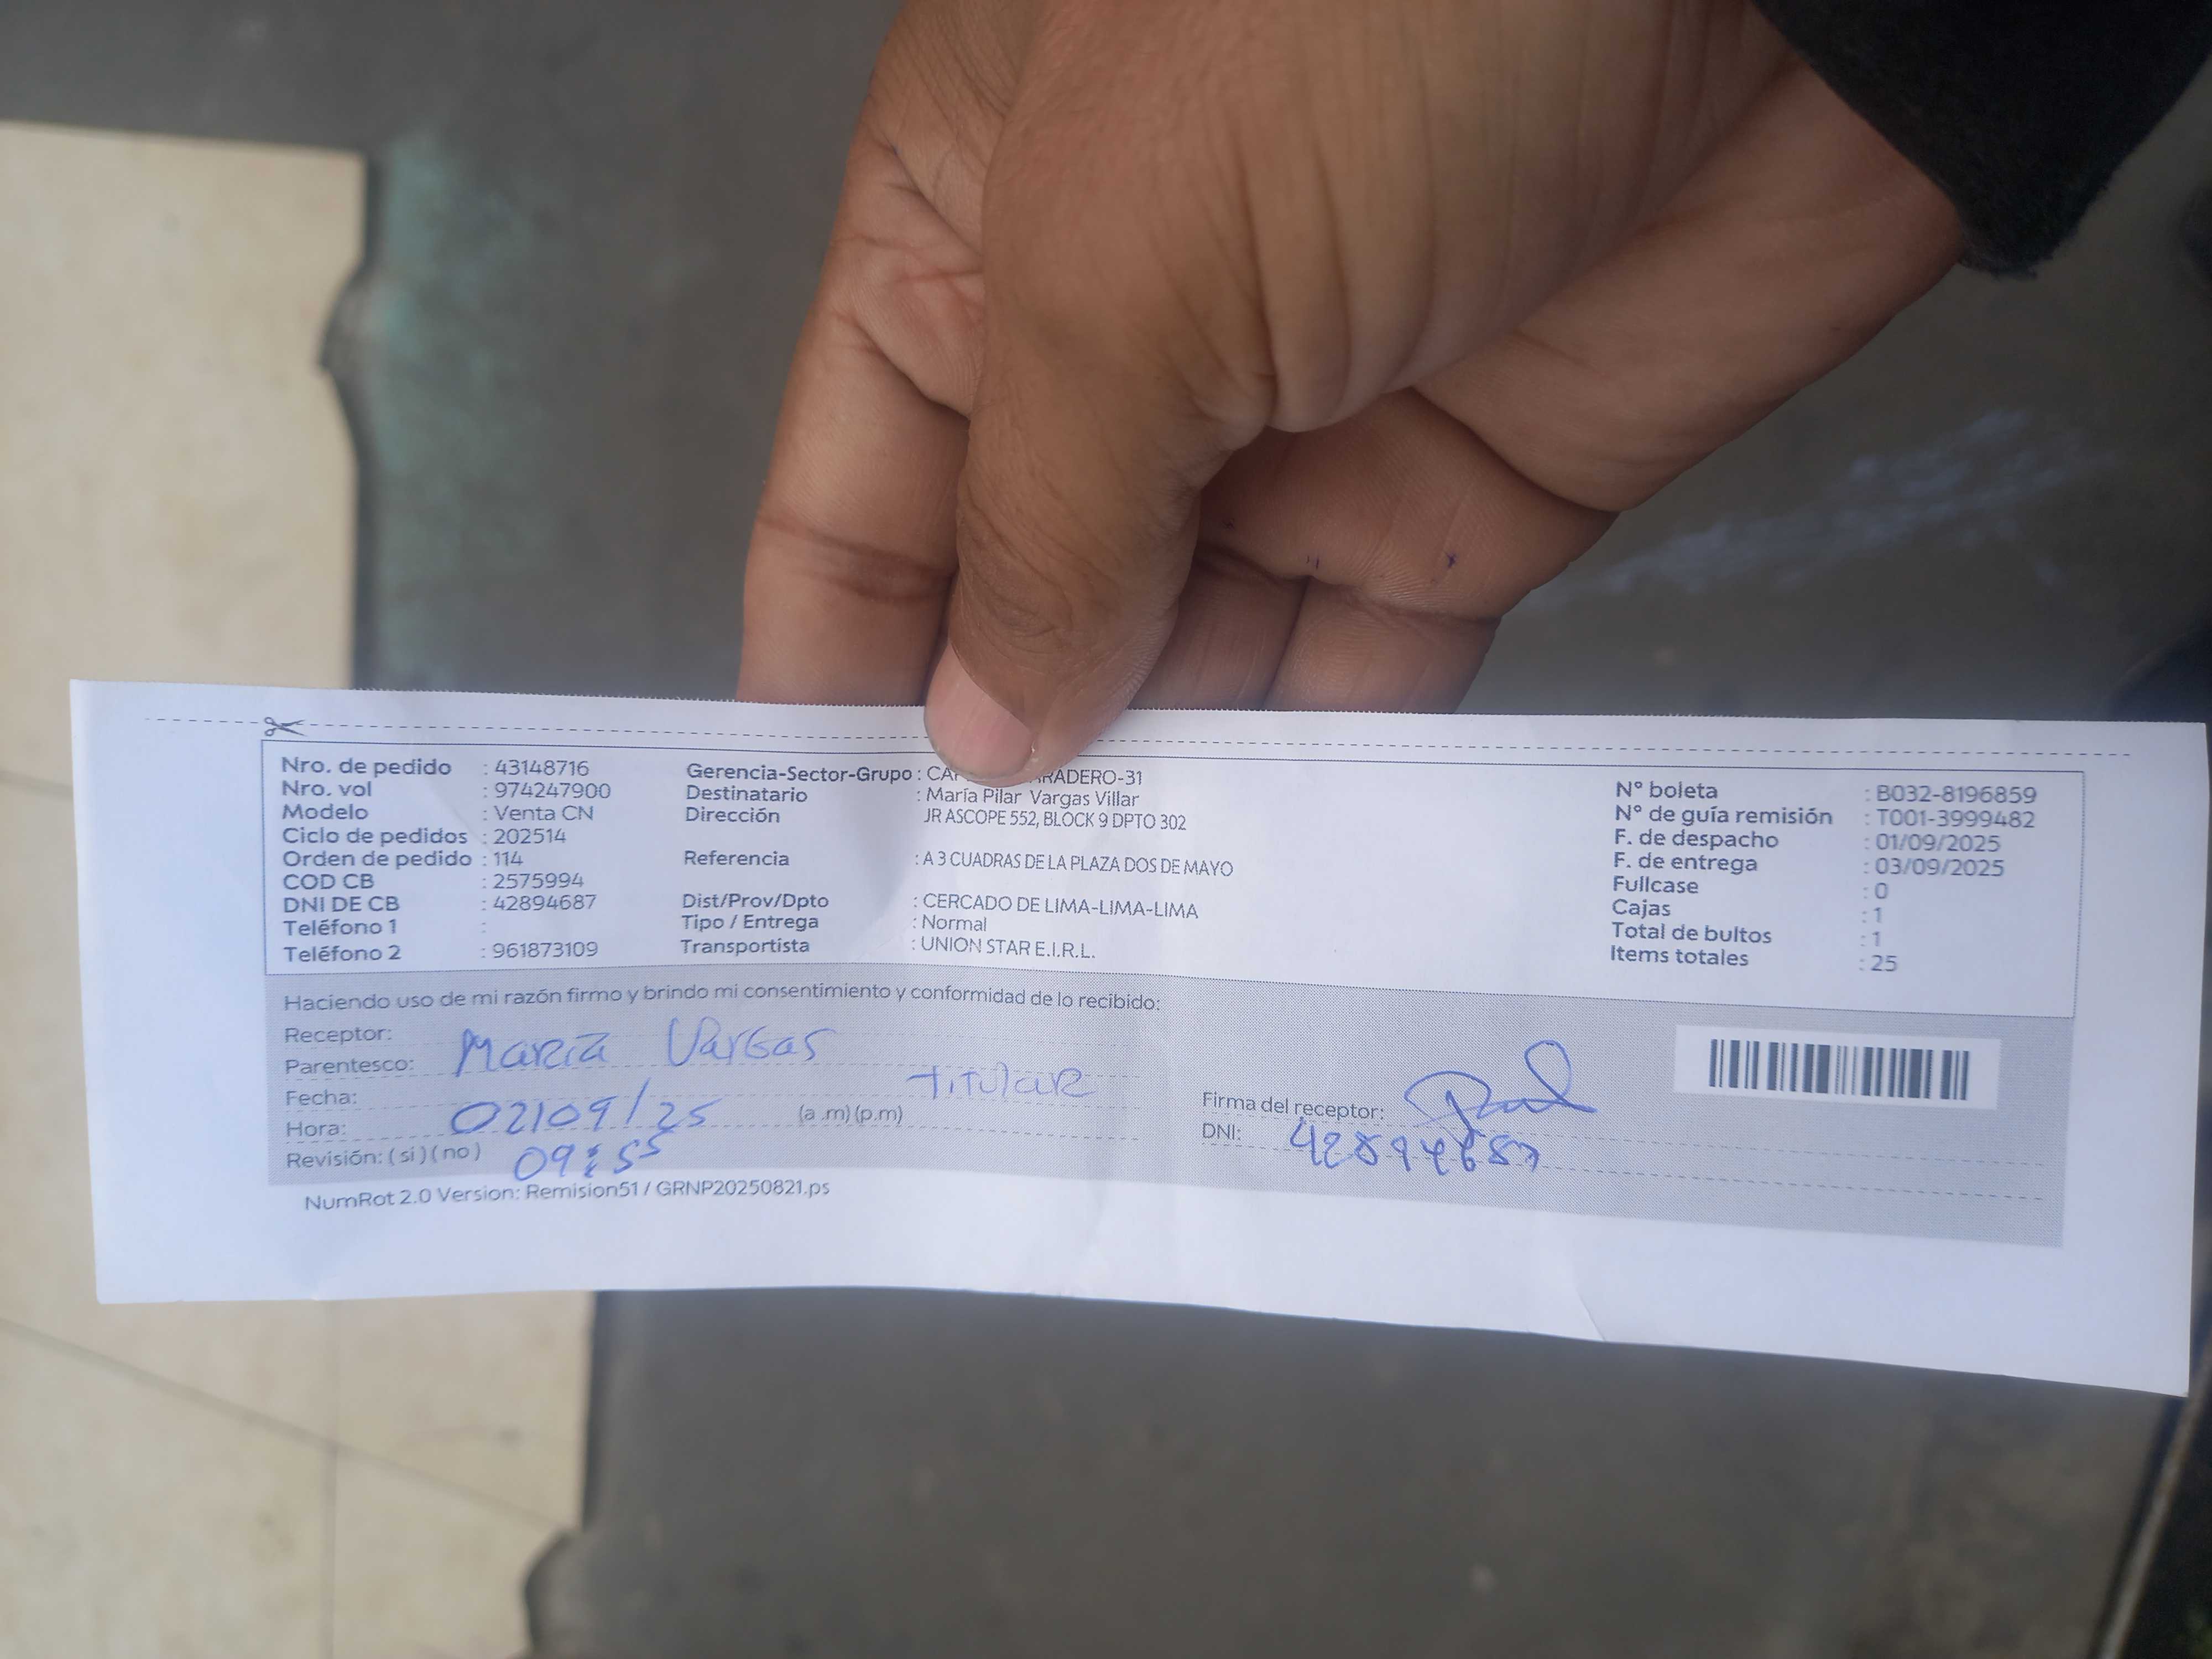 Nro. de pedido : 43148716
Nro. vol : 974247900
Modelo : Venta CN
Ciclo de pedidos : 202514
Orden de pedido : 114
COD CB : 2575994
DNI DE CB : 42894687
Teléfono 1 :
Teléfono 2 : 961873109
Gerencia-Sector-Grupo : RADERO-31
Destinatario : María Pilar Vargas Villar
Dirección JR ASCOPE 552, BLOCK 9 DPTO 302
Referencia : A 3 CUADRAS DE LA PLAZA DOS DE MAYO
Dist/Prov/Dpto : CERCADO DE LIMA-LIMA-LIMA
Tipo / Entrega : Normal
Transportista : UNION STAR E.I.R.L.
N° boleta : B032-8196859
N° de guía remisión : T001-3999482
F. de despacho : 01/09/2025
F. de entrega : 03/09/2025
Fullcase : 0
Cajas : 1
Total de bultos : 1
Items totales : 25
Haciendo uso de mi razón firmo y brindo mi consentimiento y conformidad de lo recibido:
Receptor: María Vargas
Parentesco: Titular
Fecha: 02/09/25
Hora: (a .m) (p.m)
Revisión: ( si ) ( no ) 09:55
Firma del receptor:
DNI: 42894687
NumRot 2.0 Version: Remision51 / GRNP20250821.ps